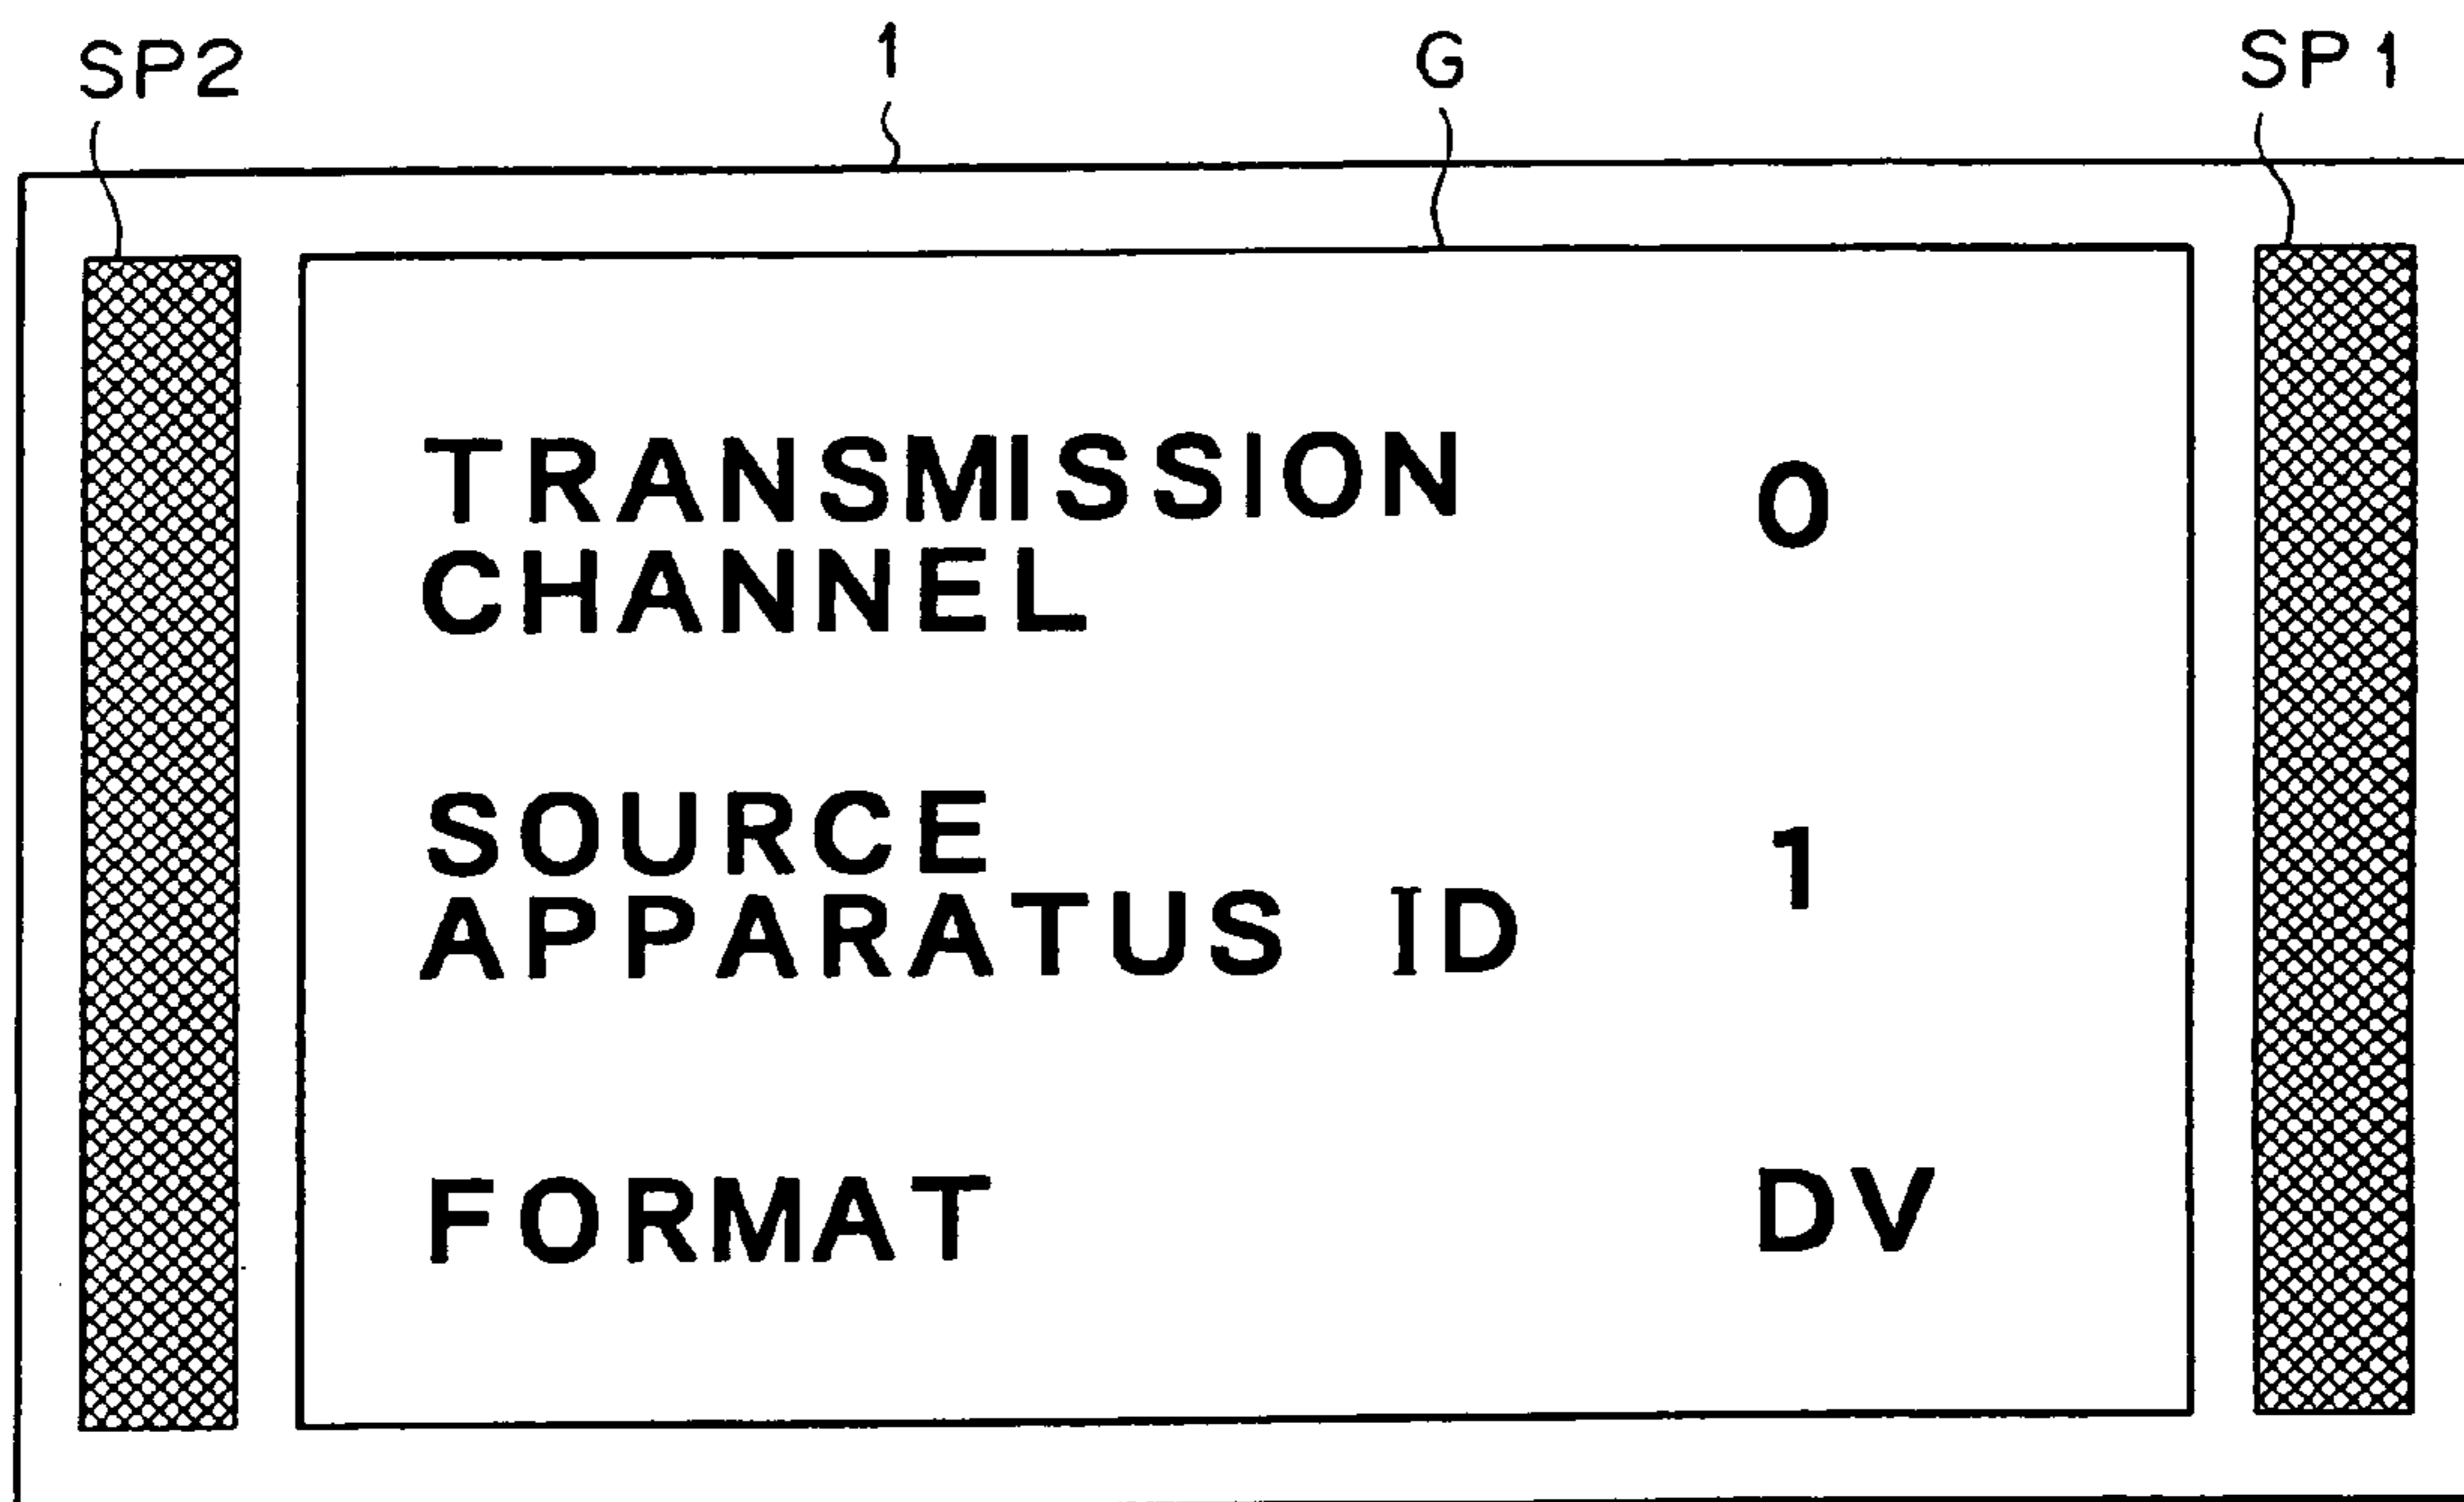 SP2 1 G SP1
TRANSMISSION
CHANNEL 0
SOURCE
APPARATUS ID 1
FORMAT DV